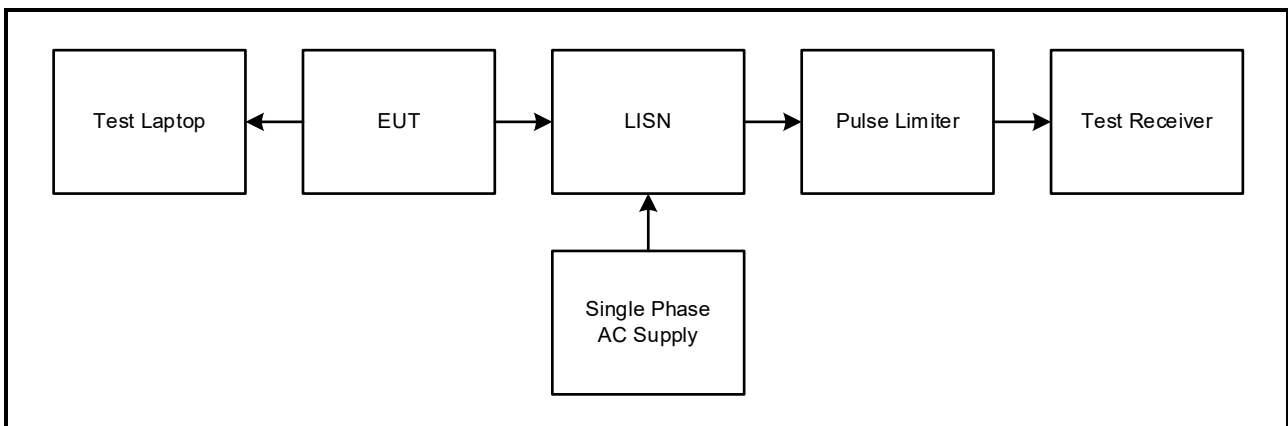 Test Laptop
EUT
LISN
Pulse Limiter
Test Receiver
Single Phase
AC Supply